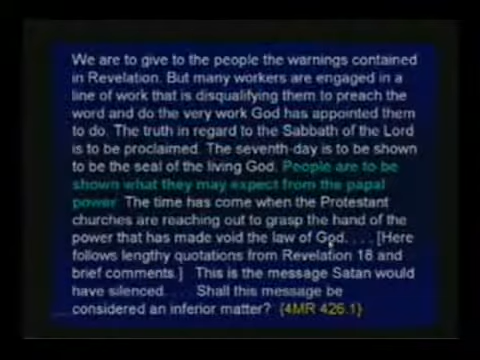 We are to give to the people the warnings contained
in Revelation. But many workers are engaged in a
line of work that is disqualifying them to preach the
word and do the very work God has appointed them
to do. The truth in regard to the Sabbath of the Lord
is to be proclaimed. The seventh-day is to be shown
to be the seal of the living God. People are to be
shown what they may expect from the papal
power. The time has come when the Protestant
churches are reaching out to grasp the hand of the
power that has made void the law of God. . . . [Here
follows lengthy quotations from Revelation 18 and
brief comments.] This is the message Satan would
have silenced. . . . Shall this message be
considered an inferior matter? {4MR 426.1}